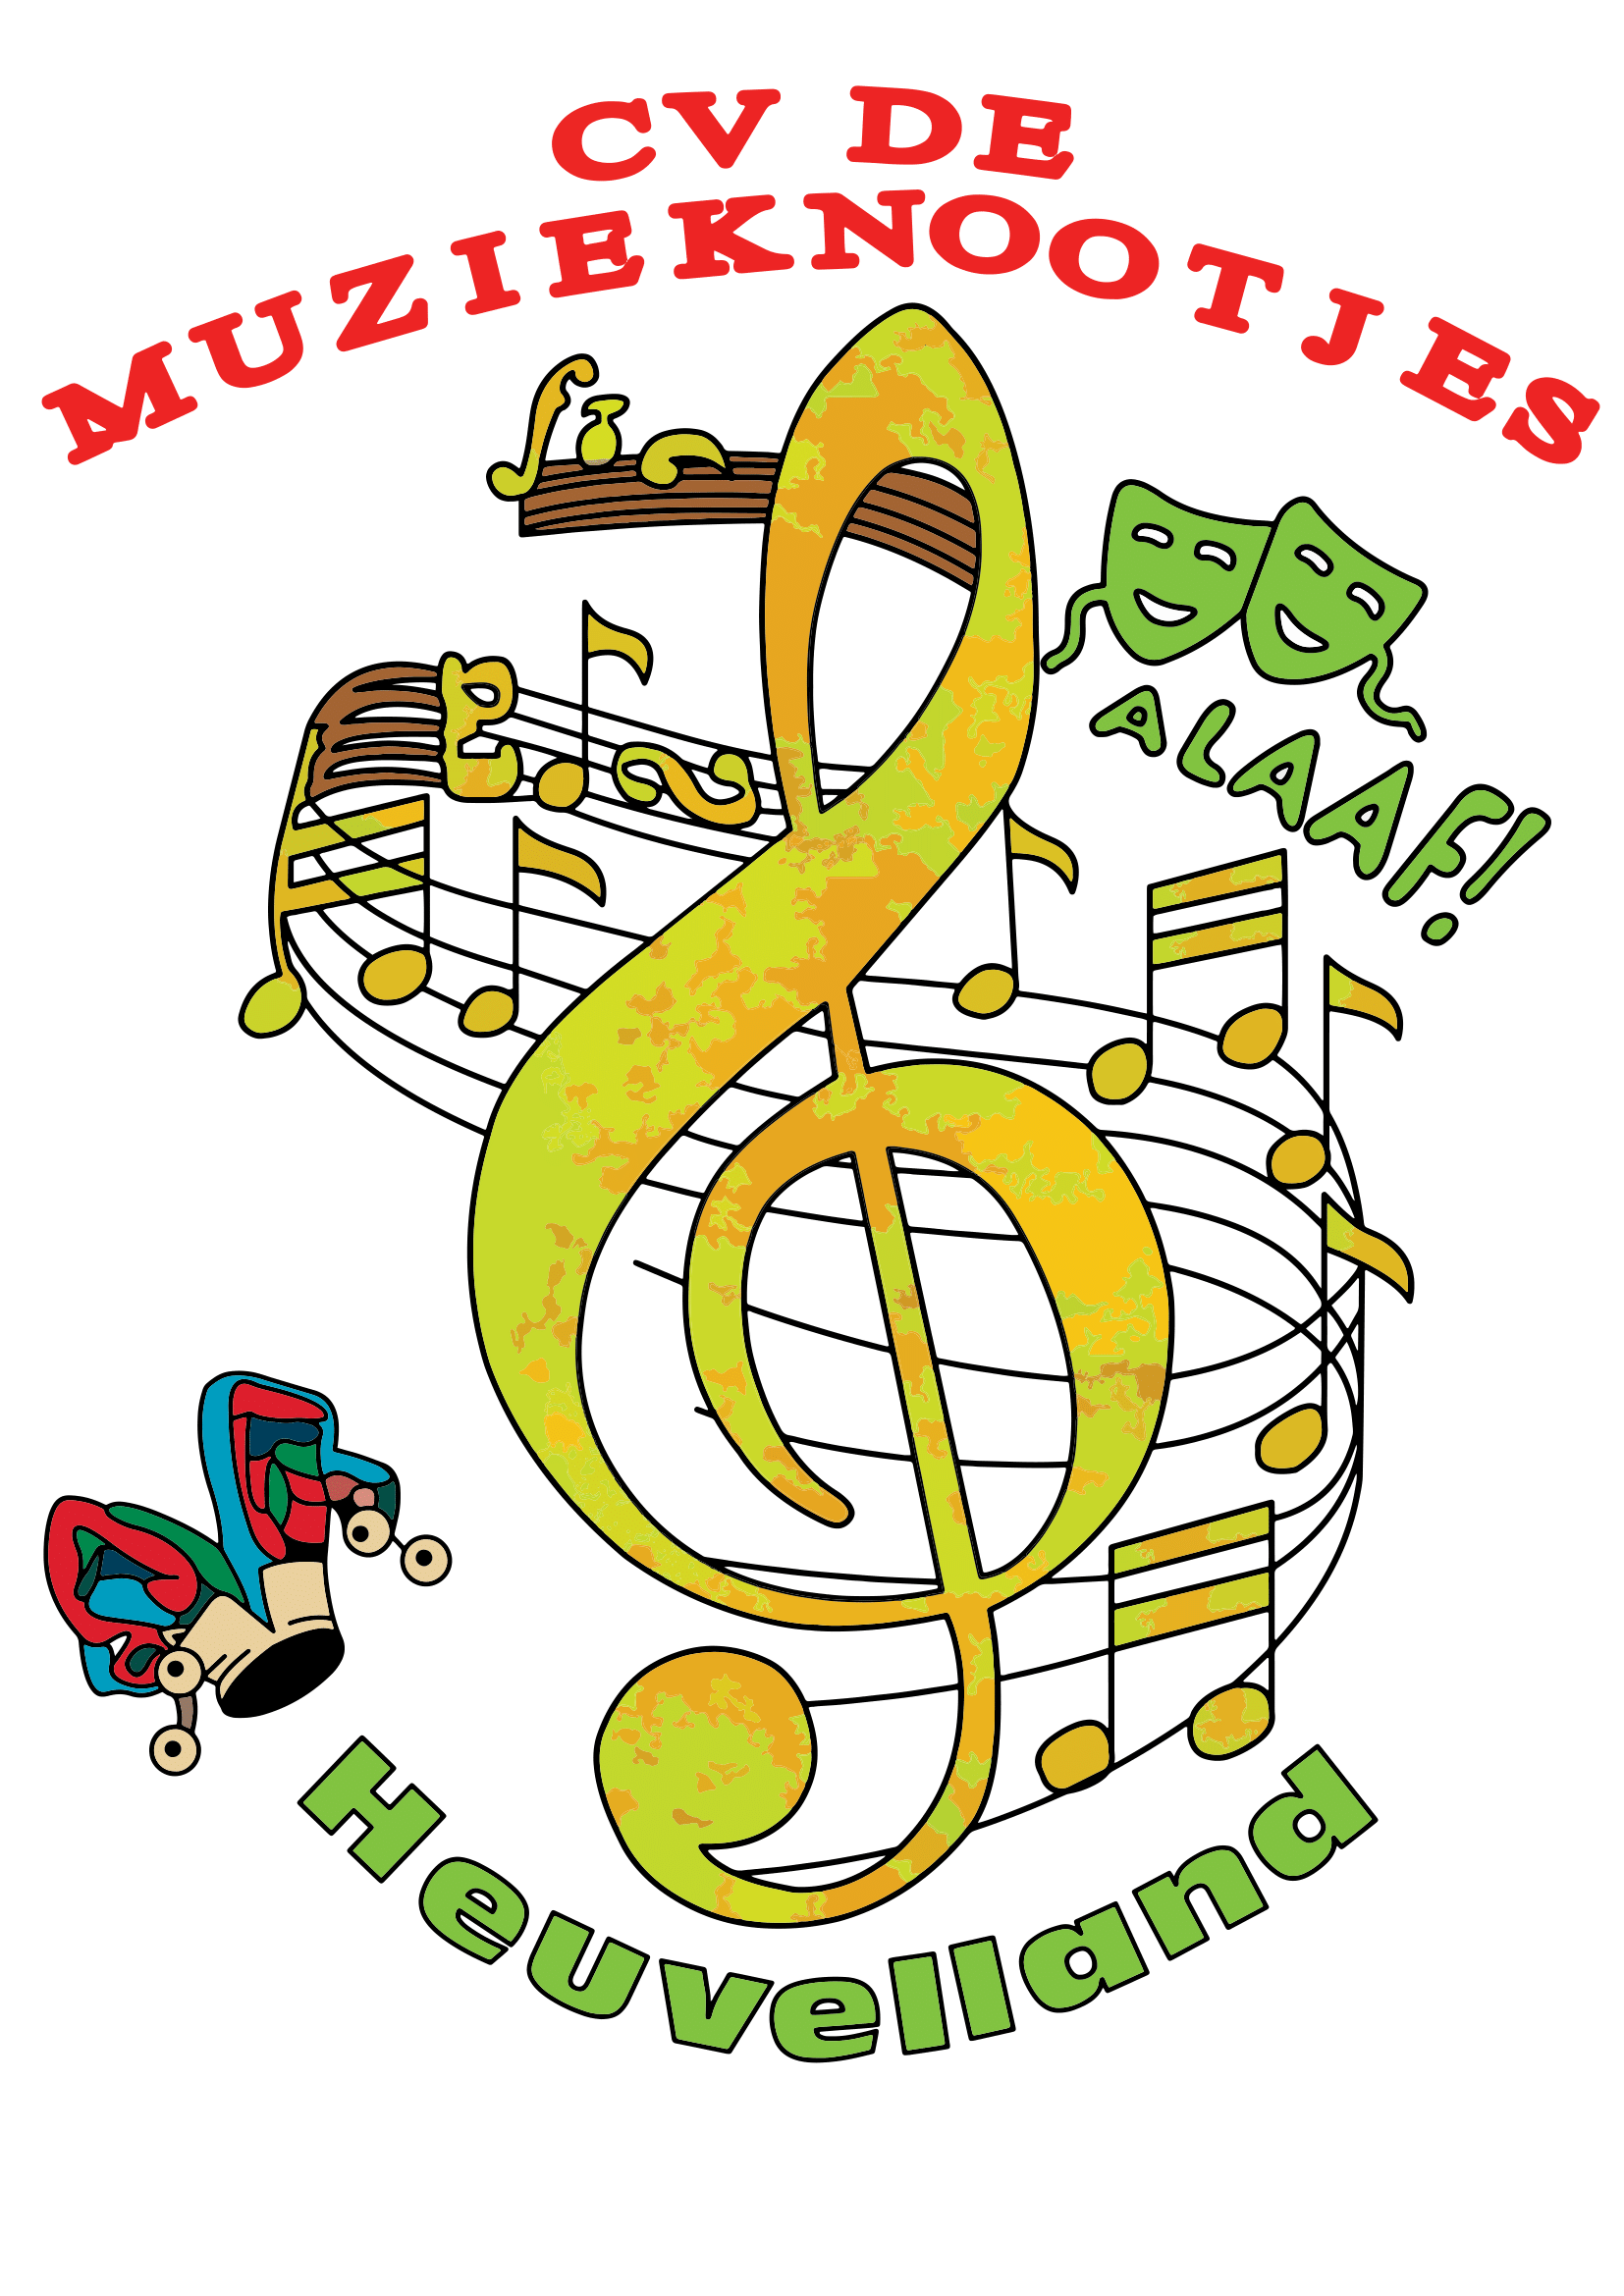 CV DE
MUZIEKNOOTJES
ALAAF!
Heuvelland